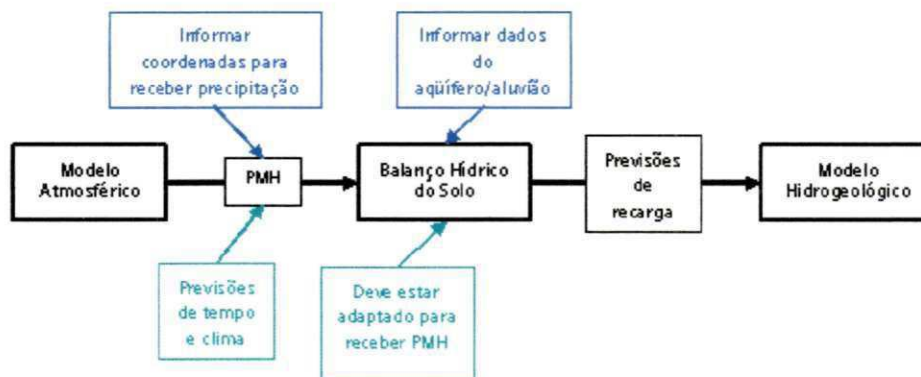 Informar
coordenadas para
receber precipitação
Informar dados
do
aqüífero/aluvião
Modelo
Atmosférico
PMH
Balanço Hídrico
do Solo
Previsões
de
recarga
Modelo
Hidrogeológico
Previsões
de tempo
e clima
Deve estar
adaptado para
receber PMH